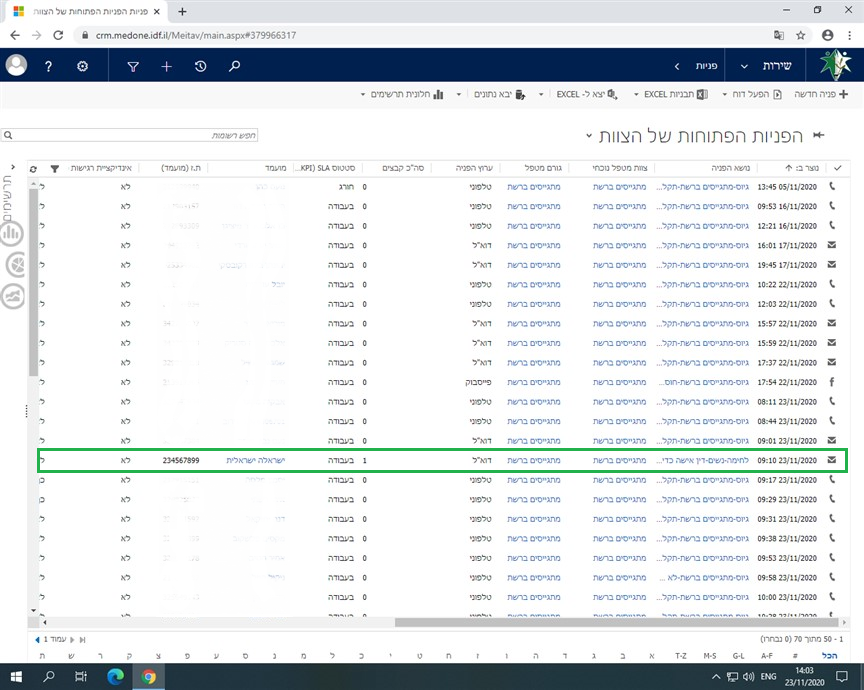 פניות הפניות הפתוחות של הצוות
crm.medone.idf.il/Meitav/main.aspx#379966317
שירות
פניות
פניה חדשה
הפעל דוח
תבניות EXCEL
יצא ל- EXCEL
יבא נתונים
חלונית תרשימים
הפניות הפתוחות של הצוות
חפש רשומות
תרשימים
נוצר ב: נושא הפניה צוות מטפל נוכחי גורם מטפל ערוץ הפניה סה"כ קבצים סטטוס SLA (KPI... מועמד ת.ז (מועמד) אינדיקציית רגישות
05/11/2020 13:45 גיוס-מתגייסים ברשת-תקל... מתגייסים ברשת מתגייסים ברשת טלפוני 0 חורג לא
16/11/2020 09:53 גיוס-מתגייסים ברשת-תקל... מתגייסים ברשת מתגייסים ברשת טלפוני 0 בעבודה לא
16/11/2020 12:21 גיוס-מתגייסים ברשת-תקל... מתגייסים ברשת מתגייסים ברשת טלפוני 0 בעבודה לא
17/11/2020 16:01 גיוס-מתגייסים ברשת-תקל... מתגייסים ברשת מתגייסים ברשת דוא"ל 0 בעבודה לא
17/11/2020 19:45 גיוס-מתגייסים ברשת-תקל... מתגייסים ברשת מתגייסים ברשת דוא"ל 0 בעבודה לא
22/11/2020 10:22 גיוס-מתגייסים ברשת-תקל... מתגייסים ברשת מתגייסים ברשת טלפוני 0 בעבודה לא
22/11/2020 12:03 גיוס-מתגייסים ברשת-תקל... מתגייסים ברשת מתגייסים ברשת טלפוני 0 בעבודה לא
22/11/2020 15:57 גיוס-מתגייסים ברשת-תקל... מתגייסים ברשת מתגייסים ברשת דוא"ל 0 בעבודה לא
22/11/2020 15:59 גיוס-מתגייסים ברשת-תקל... מתגייסים ברשת מתגייסים ברשת דוא"ל 0 בעבודה לא
22/11/2020 17:37 גיוס-מתגייסים ברשת-תקל... מתגייסים ברשת מתגייסים ברשת דוא"ל 0 בעבודה לא
22/11/2020 17:54 גיוס-מתגייסים ברשת-חוס... מתגייסים ברשת מתגייסים ברשת פייסבוק 0 בעבודה לא
23/11/2020 08:11 גיוס-מתגייסים ברשת-תקל... מתגייסים ברשת מתגייסים ברשת טלפוני 0 בעבודה לא
23/11/2020 08:44 גיוס-מתגייסים ברשת-תקל... מתגייסים ברשת מתגייסים ברשת טלפוני 0 בעבודה לא
23/11/2020 09:01 גיוס-מתגייסים ברשת-תקל... מתגייסים ברשת מתגייסים ברשת דוא"ל 0 בעבודה לא
23/11/2020 09:10 לחימה-נשים-דין אישה כדי... מתגייסים ברשת מתגייסים ברשת דוא"ל 1 בעבודה ישראלה ישראלית 234567899 לא
23/11/2020 09:17 גיוס-מתגייסים ברשת-תקל... מתגייסים ברשת מתגייסים ברשת טלפוני 0 בעבודה לא
23/11/2020 09:29 גיוס-מתגייסים ברשת-תקל... מתגייסים ברשת מתגייסים ברשת טלפוני 0 בעבודה לא
23/11/2020 09:31 גיוס-מתגייסים ברשת-תקל... מתגייסים ברשת מתגייסים ברשת טלפוני 0 בעבודה לא
23/11/2020 09:38 גיוס-מתגייסים ברשת-תקל... מתגייסים ברשת מתגייסים ברשת טלפוני 0 בעבודה לא
23/11/2020 09:53 גיוס-מתגייסים ברשת-תקל... מתגייסים ברשת מתגייסים ברשת טלפוני 0 בעבודה לא
23/11/2020 09:58 גיוס-מתגייסים ברשת-לא ... מתגייסים ברשת מתגייסים ברשת טלפוני 0 בעבודה לא
23/11/2020 10:00 גיוס-מתגייסים ברשת-תקל... מתגייסים ברשת מתגייסים ברשת טלפוני 0 בעבודה לא
1 - 50 מתוך 70 (0 נבחרו)
עמוד 1
הכל # A-F G-L M-S T-Z א ב ג ד ה ו ז ח ט י כ ל מ נ ס ע פ צ ק ר ש ת
ENG
14:03
23/11/2020